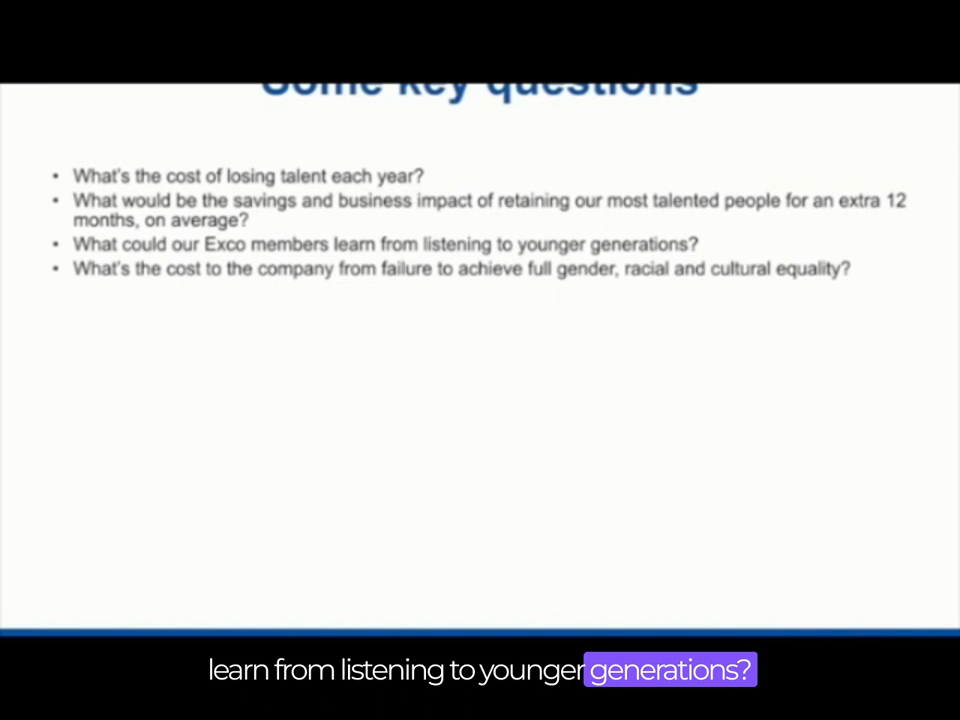 Some key questions
• What's the cost of losing talent each year?
• What would be the savings and business impact of retaining our most talented people for an extra 12
months, on average?
• What could our Exco members learn from listening to younger generations?
• What's the cost to the company from failure to achieve full gender, racial and cultural equality?
learn from listening to younger generations?